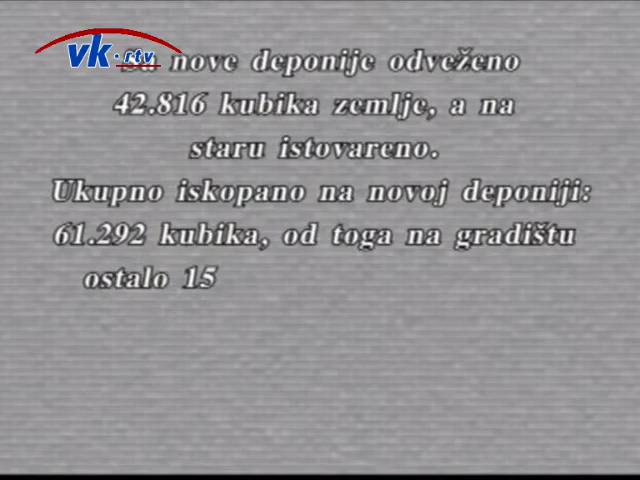 vk.rtv
Sa nove deponije odveženo
42.816 kubika zemlje, a na
staru istovareno.
Ukupno iskopano na novoj deponiji:
61.292 kubika, od toga na gradištu
ostalo 15